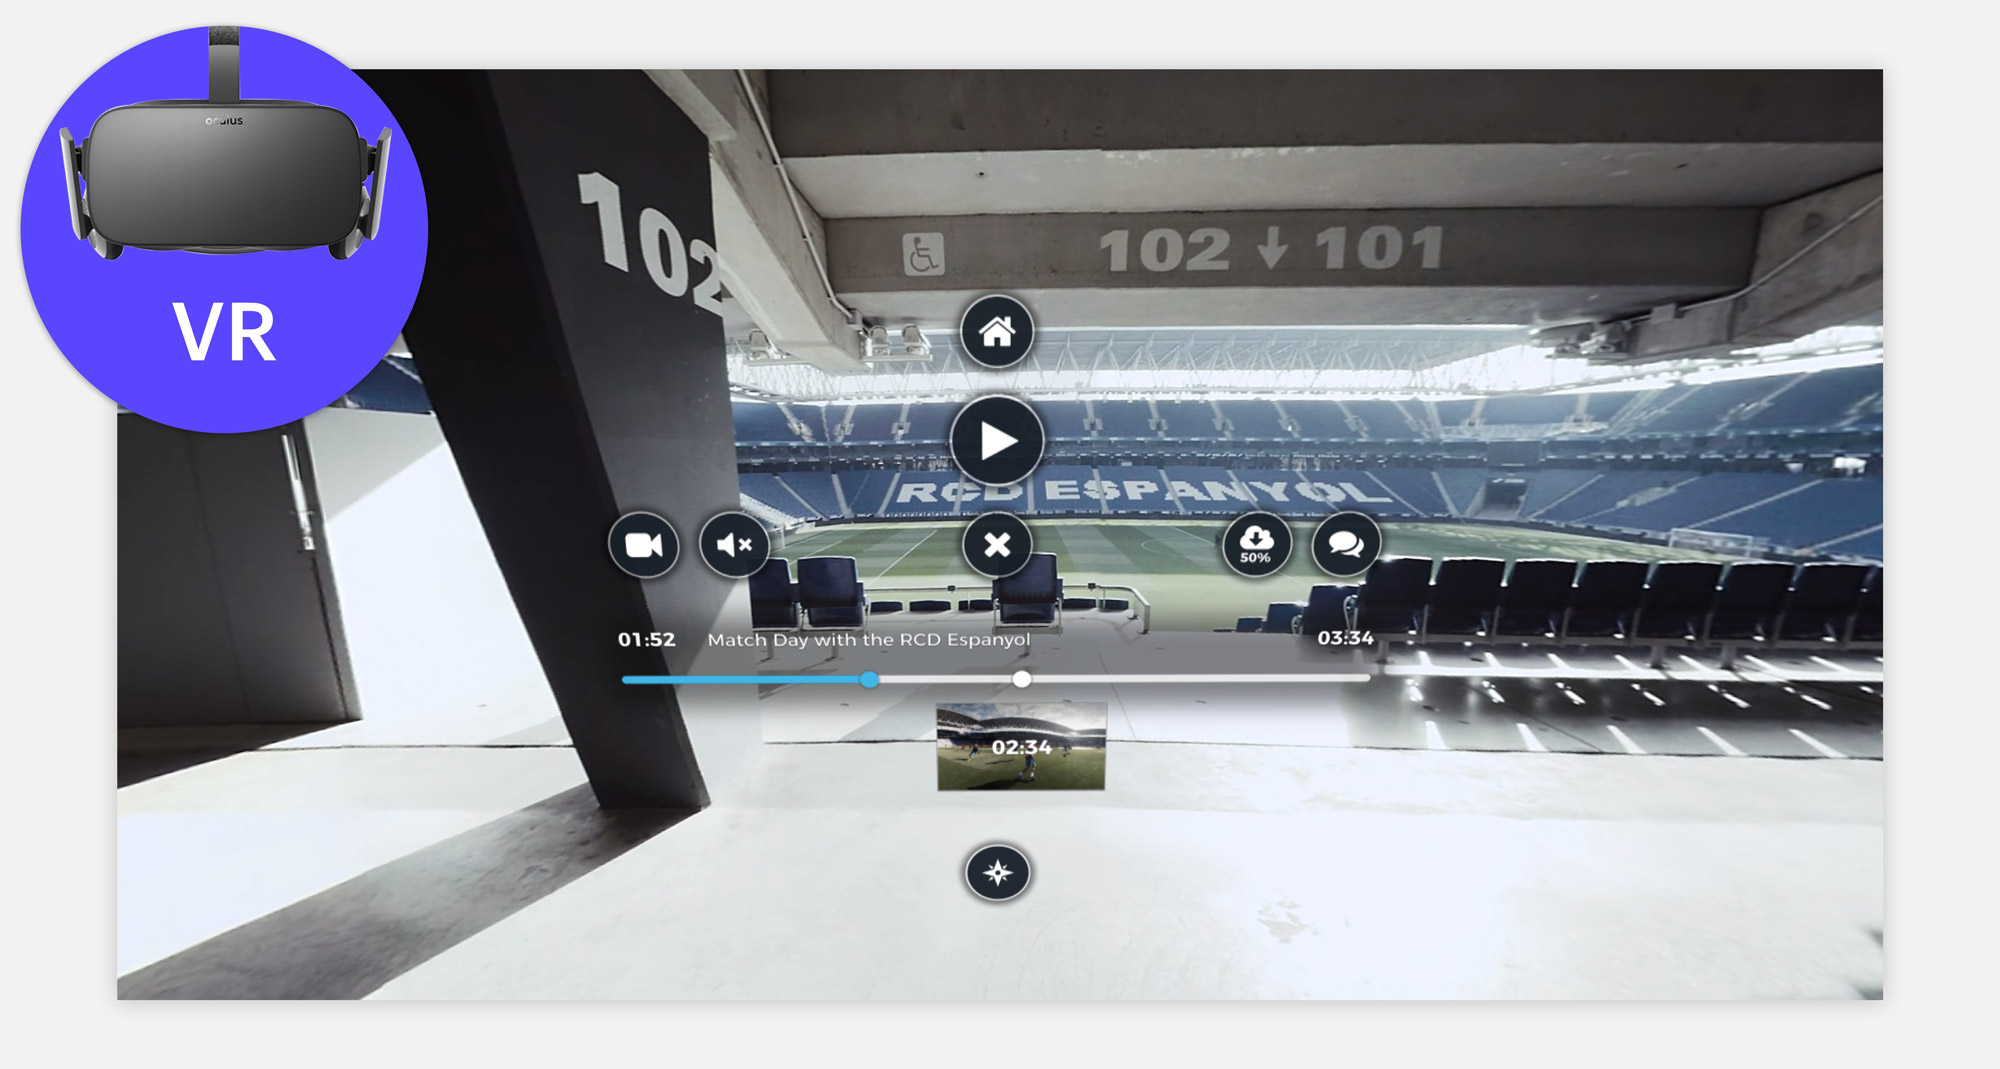 oculus
VR
102
102 ↓ 101
RCD ESPANYOL
50%
01:52 Match Day with the RCD Espanyol 03:34
02:34